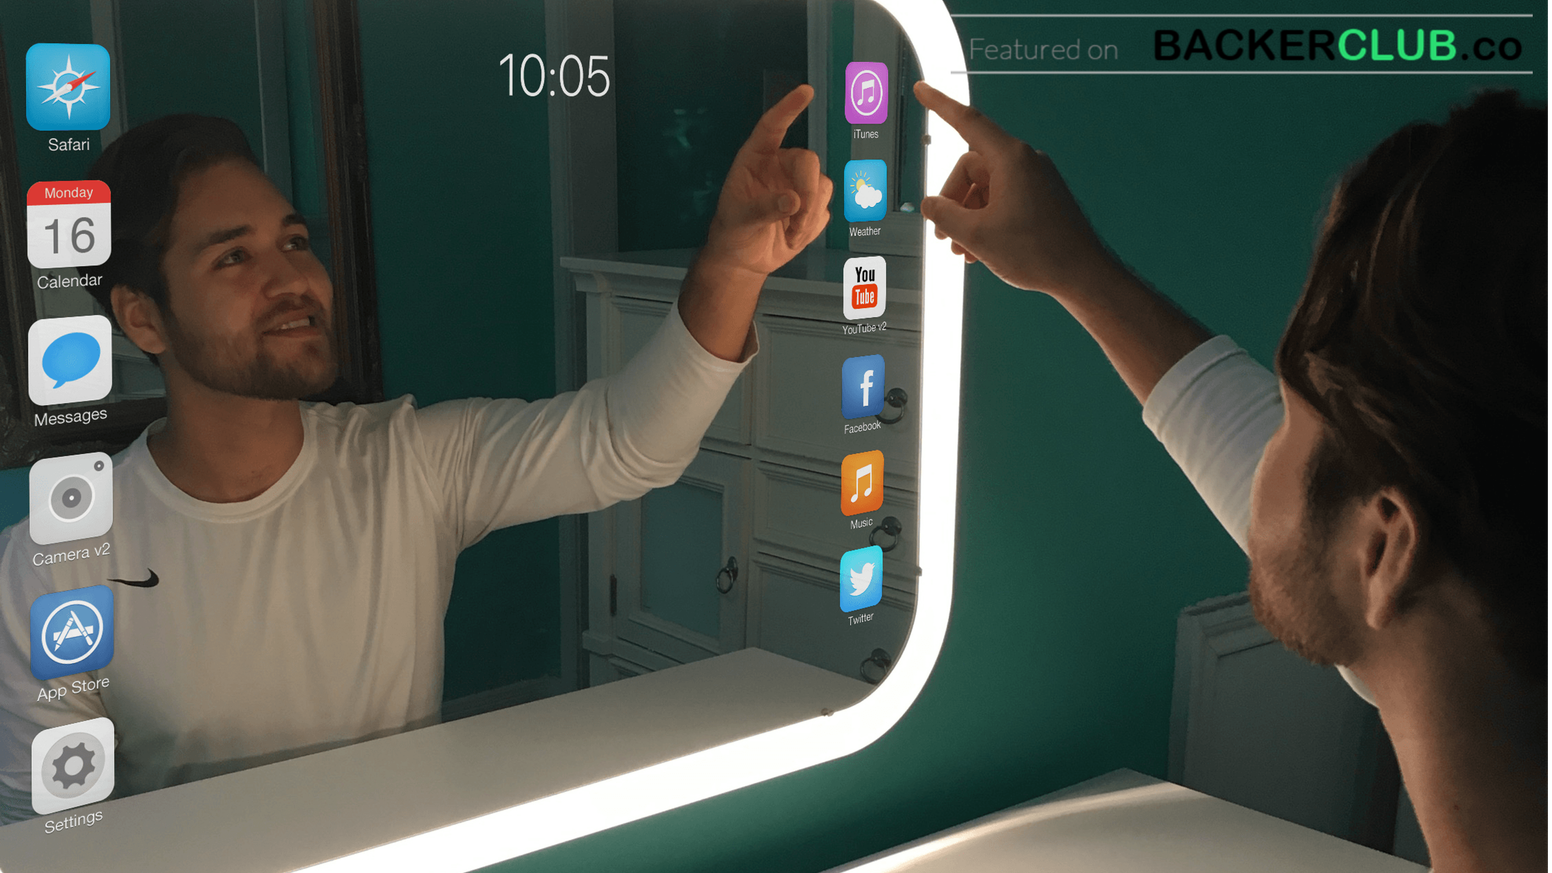 Featured on BACKERCLUB.co
10:05
Safari
Monday
16
Calendar
Messages
Camera v2
App Store
Settings
iTunes
Weather
You
Tube
YouTube v2
f
Facebook
Music
Twitter